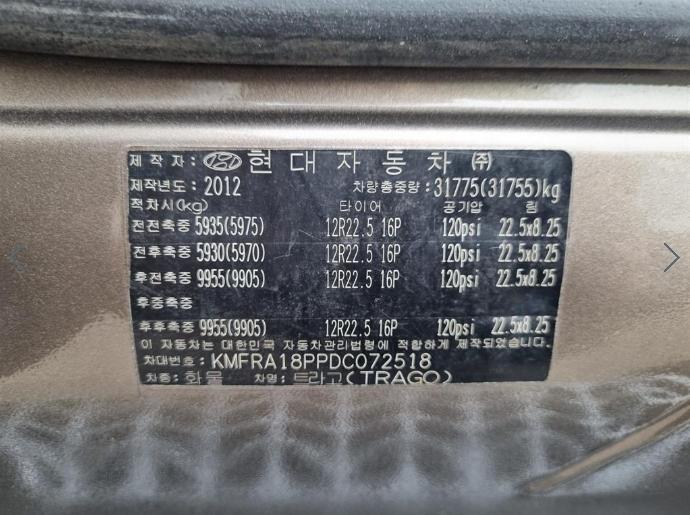 제작자: 현대자동차(주)
제작년도: 2012 차량총중량: 31775(31755)kg
적차시(kg) 타이어 공기압 림
전전축중 5935(5975) 12R22.5 16P 120psi 22.5x8.25
전후축중 5930(5970) 12R22.5 16P 120psi 22.5x8.25
후전축중 9955(9905) 12R22.5 16P 120psi 22.5x8.25
후중축중
후후축중 9955(9905) 12R22.5 16P 120psi 22.5x8.25
이 자동차는 대한민국 자동차관리법령에 적합하게 제작되었음.
차대번호: KMFRA18PPDC072518
차종: 화물 차명: 트라고(TRAGO)